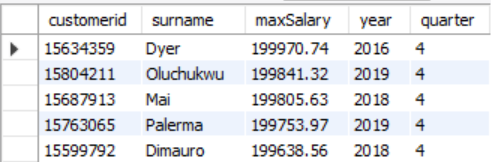 customerid surname maxSalary year quarter
15634359 Dyer 199970.74 2016 4
15804211 Oluchukwu 199841.32 2019 4
15687913 Mai 199805.63 2018 4
15763065 Palerma 199753.97 2019 4
15599792 Dimauro 199638.56 2018 4